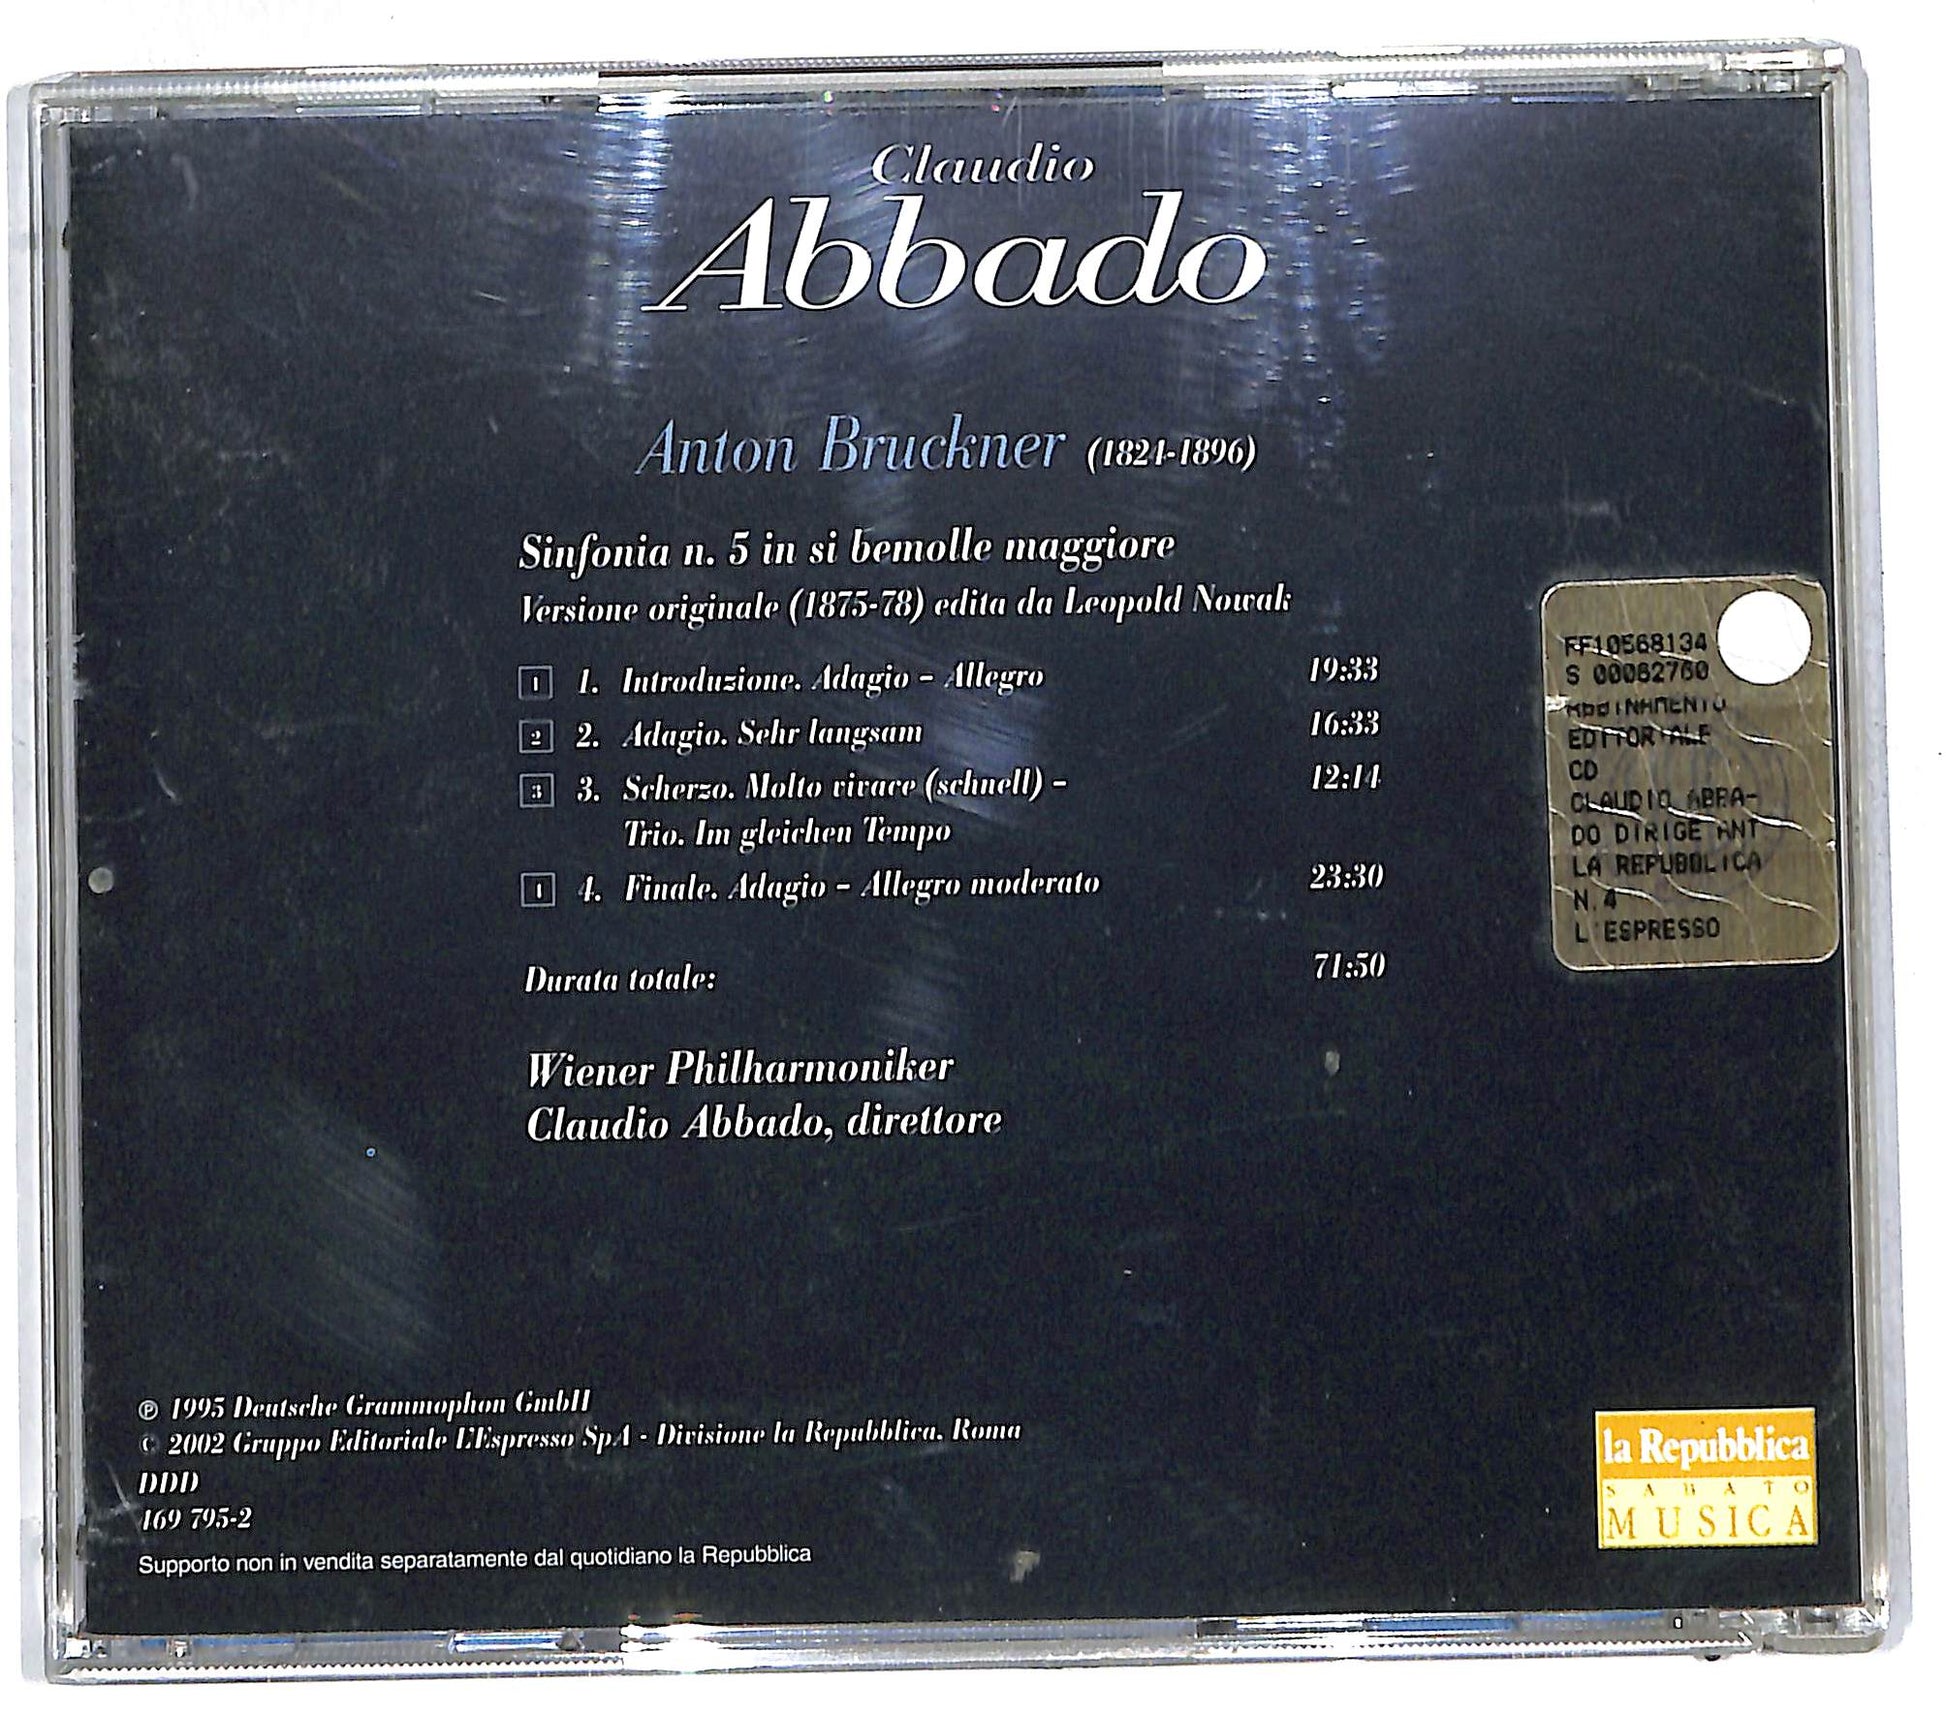 Claudio
Abbado
Anton Bruckner (1824-1896)
Sinfonia n. 5 in si bemolle maggiore
Versione originale (1875-78) edita da Leopold Nowak
1 1. Introduzione. Adagio – Allegro 19:33
2 2. Adagio. Sehr langsam 16:33
3 3. Scherzo. Molto vivace (schnell) – 12:14
Trio. Im gleichen Tempo
4 4. Finale. Adagio – Allegro moderato 23:30
Durata totale: 71:50
Wiener Philharmoniker
Claudio Abbado, direttore
FF10568134
S 00082760
ABBINAMENTO
EDITORIALE
CD
CLAUDIO ABBA-
DO DIRIGE ANT
LA REPUBBLICA
N.4
L'ESPRESSO
℗ 1995 Deutsche Grammophon GmbH
© 2002 Gruppo Editoriale L'Espresso SpA - Divisione la Repubblica. Roma
DDD
469 795-2
Supporto non in vendita separatamente dal quotidiano la Repubblica
la Repubblica
SABATO
MUSICA